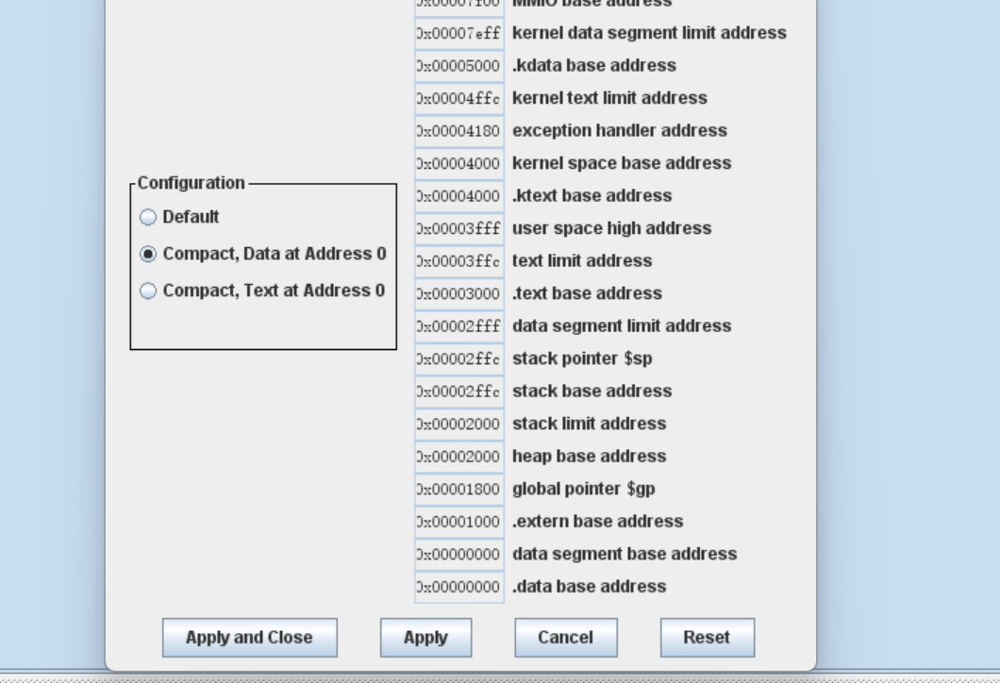 0x00007f00 MMIO base address
0x00007eff kernel data segment limit address
0x00005000 .kdata base address
0x00004ffc kernel text limit address
0x00004180 exception handler address
0x00004000 kernel space base address
Configuration
0x00004000 .ktext base address
Default
0x00003fff user space high address
Compact, Data at Address 0
0x00003ffc text limit address
Compact, Text at Address 0
0x00003000 .text base address
0x00002fff data segment limit address
0x00002ffc stack pointer $sp
0x00002ffc stack base address
0x00002000 stack limit address
0x00002000 heap base address
0x00001800 global pointer $gp
0x00001000 .extern base address
0x00000000 data segment base address
0x00000000 .data base address
Apply and Close Apply Cancel Reset